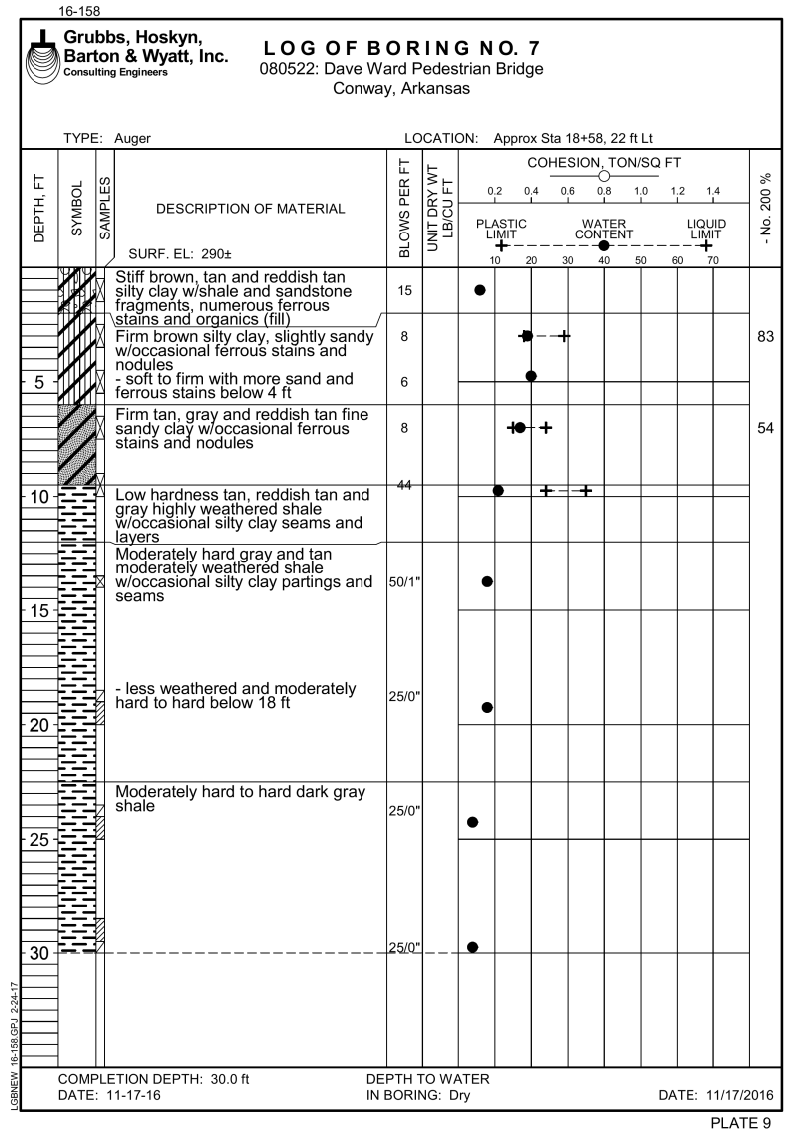 16-158
Grubbs, Hoskyn,
Barton & Wyatt, Inc.
Consulting Engineers
LOG OF BORING NO. 7
080522: Dave Ward Pedestrian Bridge
Conway, Arkansas
TYPE: Auger
LOCATION: Approx Sta 18+58, 22 ft Lt
DEPTH, FT
SYMBOL
SAMPLES
DESCRIPTION OF MATERIAL
SURF. EL: 290±
BLOWS PER FT
UNIT DRY WT
LB/CU FT
COHESION, TON/SQ FT
0.2 0.4 0.6 0.8 1.0 1.2 1.4
PLASTIC
LIMIT
WATER
CONTENT
LIQUID
LIMIT
10 20 30 40 50 60 70
- No. 200 %
Stiff brown, tan and reddish tan
silty clay w/shale and sandstone
fragments, numerous ferrous
stains and organics (fill)
15
Firm brown silty clay, slightly sandy
w/occasional ferrous stains and
nodules
8
83
- soft to firm with more sand and
ferrous stains below 4 ft
5
6
Firm tan, gray and reddish tan fine
sandy clay w/occasional ferrous
stains and nodules
8
54
44
10
Low hardness tan, reddish tan and
gray highly weathered shale
w/occasional silty clay seams and
layers
Moderately hard gray and tan
moderately weathered shale
w/occasional silty clay partings and
seams
50/1"
15
- less weathered and moderately
hard to hard below 18 ft
25/0"
20
Moderately hard to hard dark gray
shale
25/0"
25
25/0"
30
LGBNEW 16-158.GPJ 2-24-17
COMPLETION DEPTH: 30.0 ft
DATE: 11-17-16
DEPTH TO WATER
IN BORING: Dry
DATE: 11/17/2016
PLATE 9